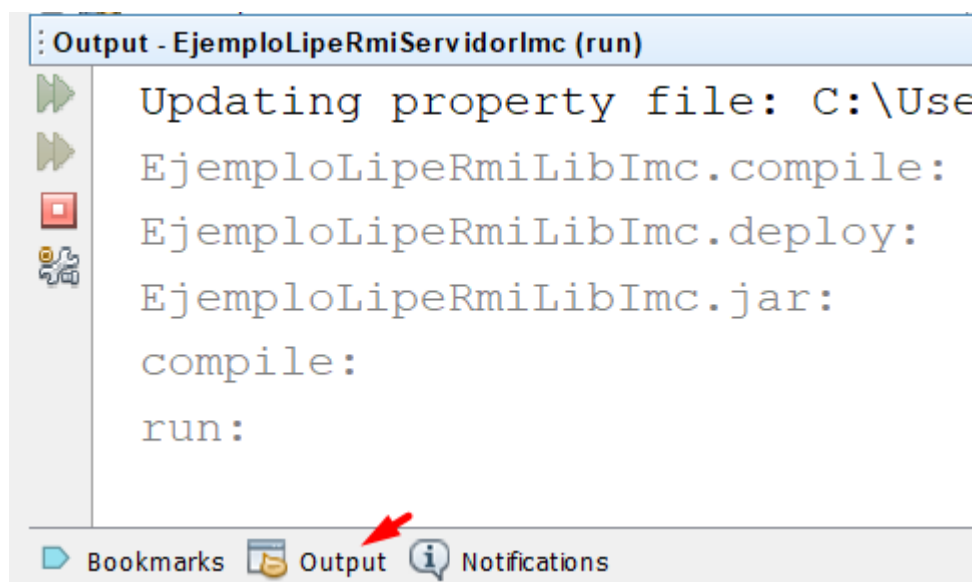 Output - EjemploLipeRmiServidorImc (run)
Updating property file: C:\Use
EjemploLipeRmiLibImc.compile:
EjemploLipeRmiLibImc.deploy:
EjemploLipeRmiLibImc.jar:
compile:
run:
Bookmarks Output Notifications